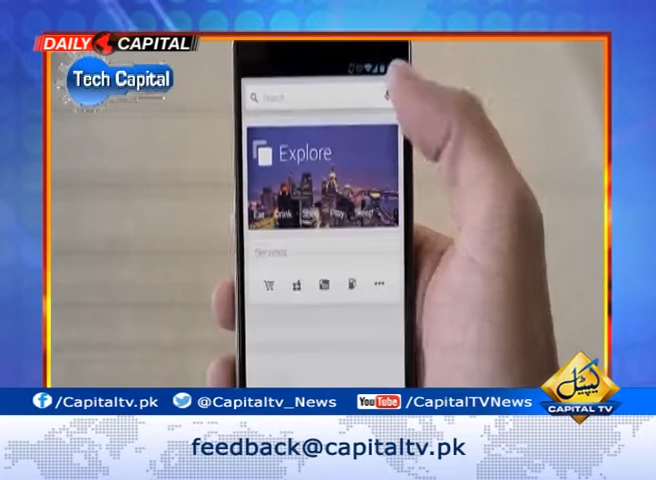 DAILY CAPITAL
Tech Capital
Search
Explore
Eat Drink Shop Play Sleep
Services
/Capitaltv.pk @Capitaltv_News YouTube /CapitalTVNews
کیپیٹل
CAPITAL TV
feedback@capitaltv.pk